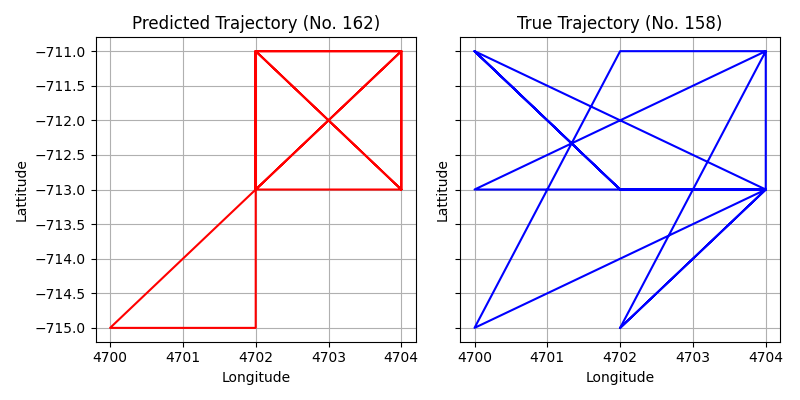 Predicted Trajectory (No. 162)
True Trajectory (No. 158)
Lattitude
−711.0
−711.5
−712.0
−712.5
−713.0
−713.5
−714.0
−714.5
−715.0
4700 4701 4702 4703 4704
Longitude
Lattitude
4700 4701 4702 4703 4704
Longitude